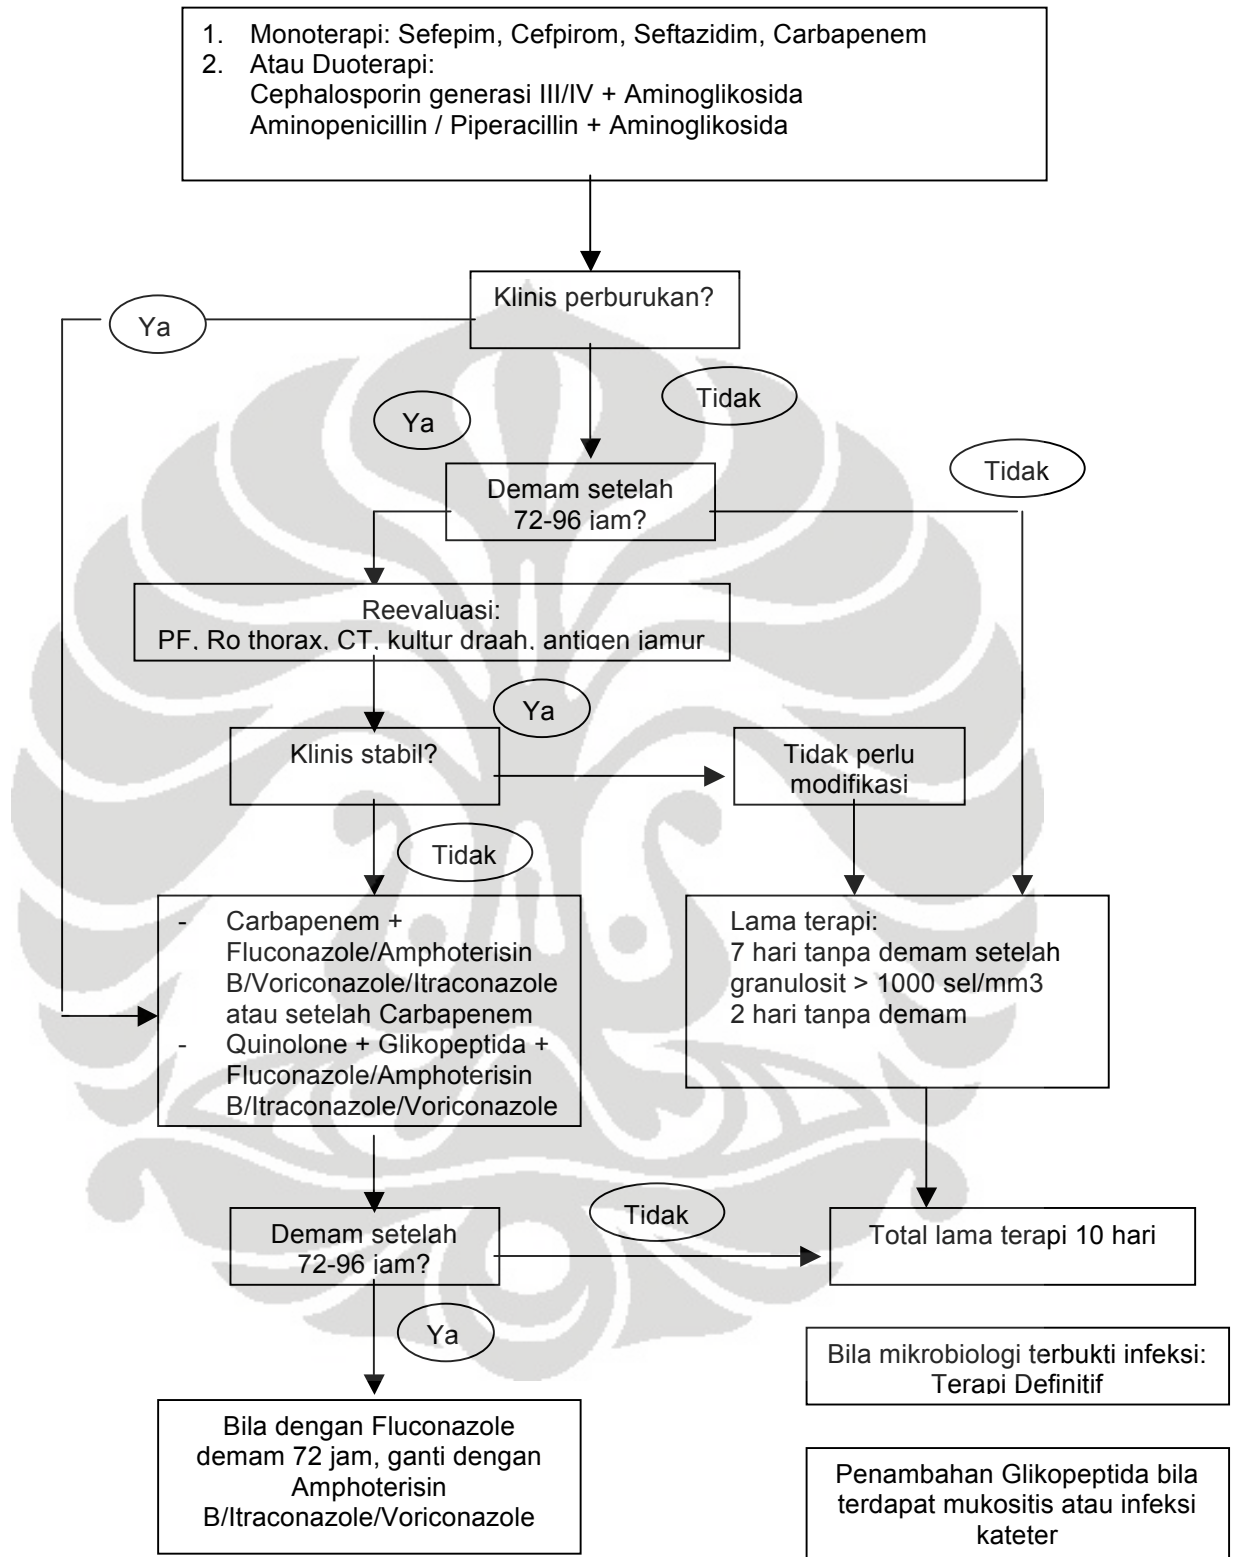 1. Monoterapi: Sefepim, Cefpirom, Seftazidim, Carbapenem
2. Atau Duoterapi:
Cephalosporin generasi III/IV + Aminoglikosida
Aminopenicillin / Piperacillin + Aminoglikosida
Klinis perburukan?
Ya
Tidak
Ya
Tidak
Demam setelah
72-96 jam?
Reevaluasi:
PF, Ro thorax, CT, kultur draah, antigen jamur
Ya
Klinis stabil?
Tidak perlu
modifikasi
Tidak
- Carbapenem +
Fluconazole/Amphoterisin
B/Voriconazole/Itraconazole
atau setelah Carbapenem
- Quinolone + Glikopeptida +
Fluconazole/Amphoterisin
B/Itraconazole/Voriconazole
Lama terapi:
7 hari tanpa demam setelah
granulosit > 1000 sel/mm3
2 hari tanpa demam
Tidak
Demam setelah
72-96 jam?
Total lama terapi 10 hari
Ya
Bila mikrobiologi terbukti infeksi:
Terapi Definitif
Bila dengan Fluconazole
demam 72 jam, ganti dengan
Amphoterisin
B/Itraconazole/Voriconazole
Penambahan Glikopeptida bila
terdapat mukositis atau infeksi
kateter